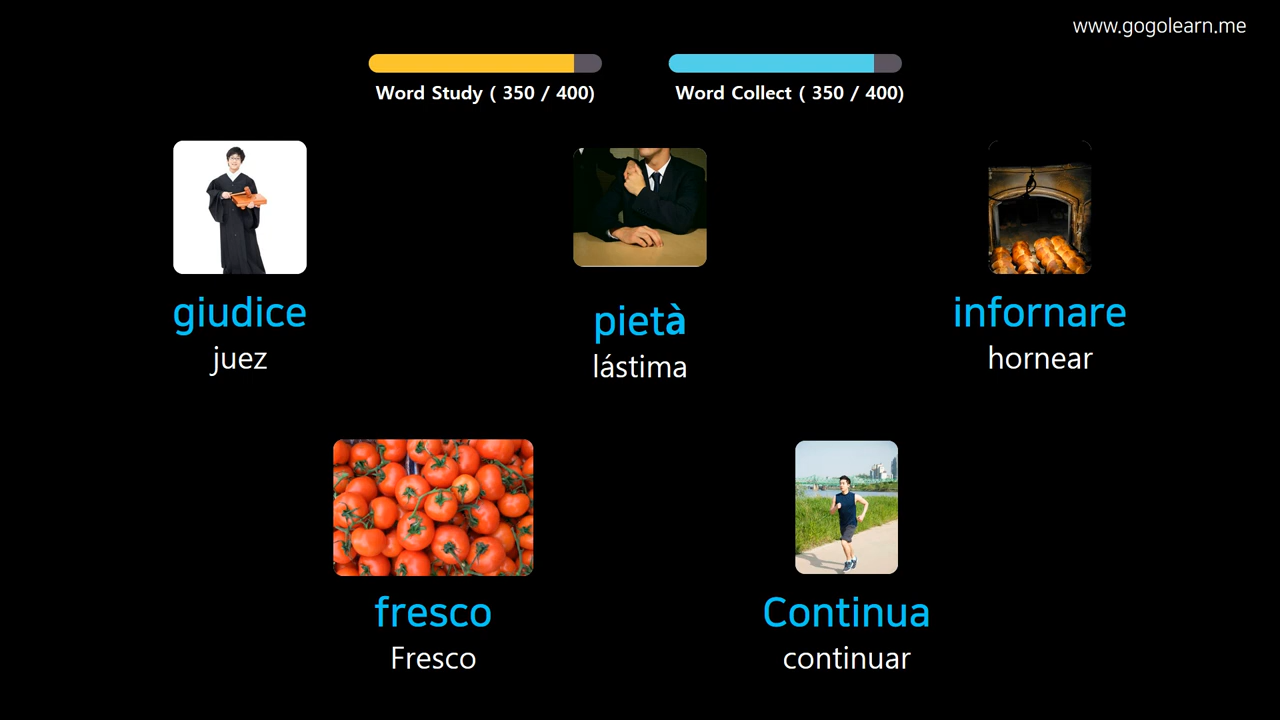 www.gogolearn.me
Word Study ( 350 / 400)
Word Collect ( 350 / 400)
giudice
juez
pietà
lástima
infornare
hornear
fresco
Fresco
Continua
continuar